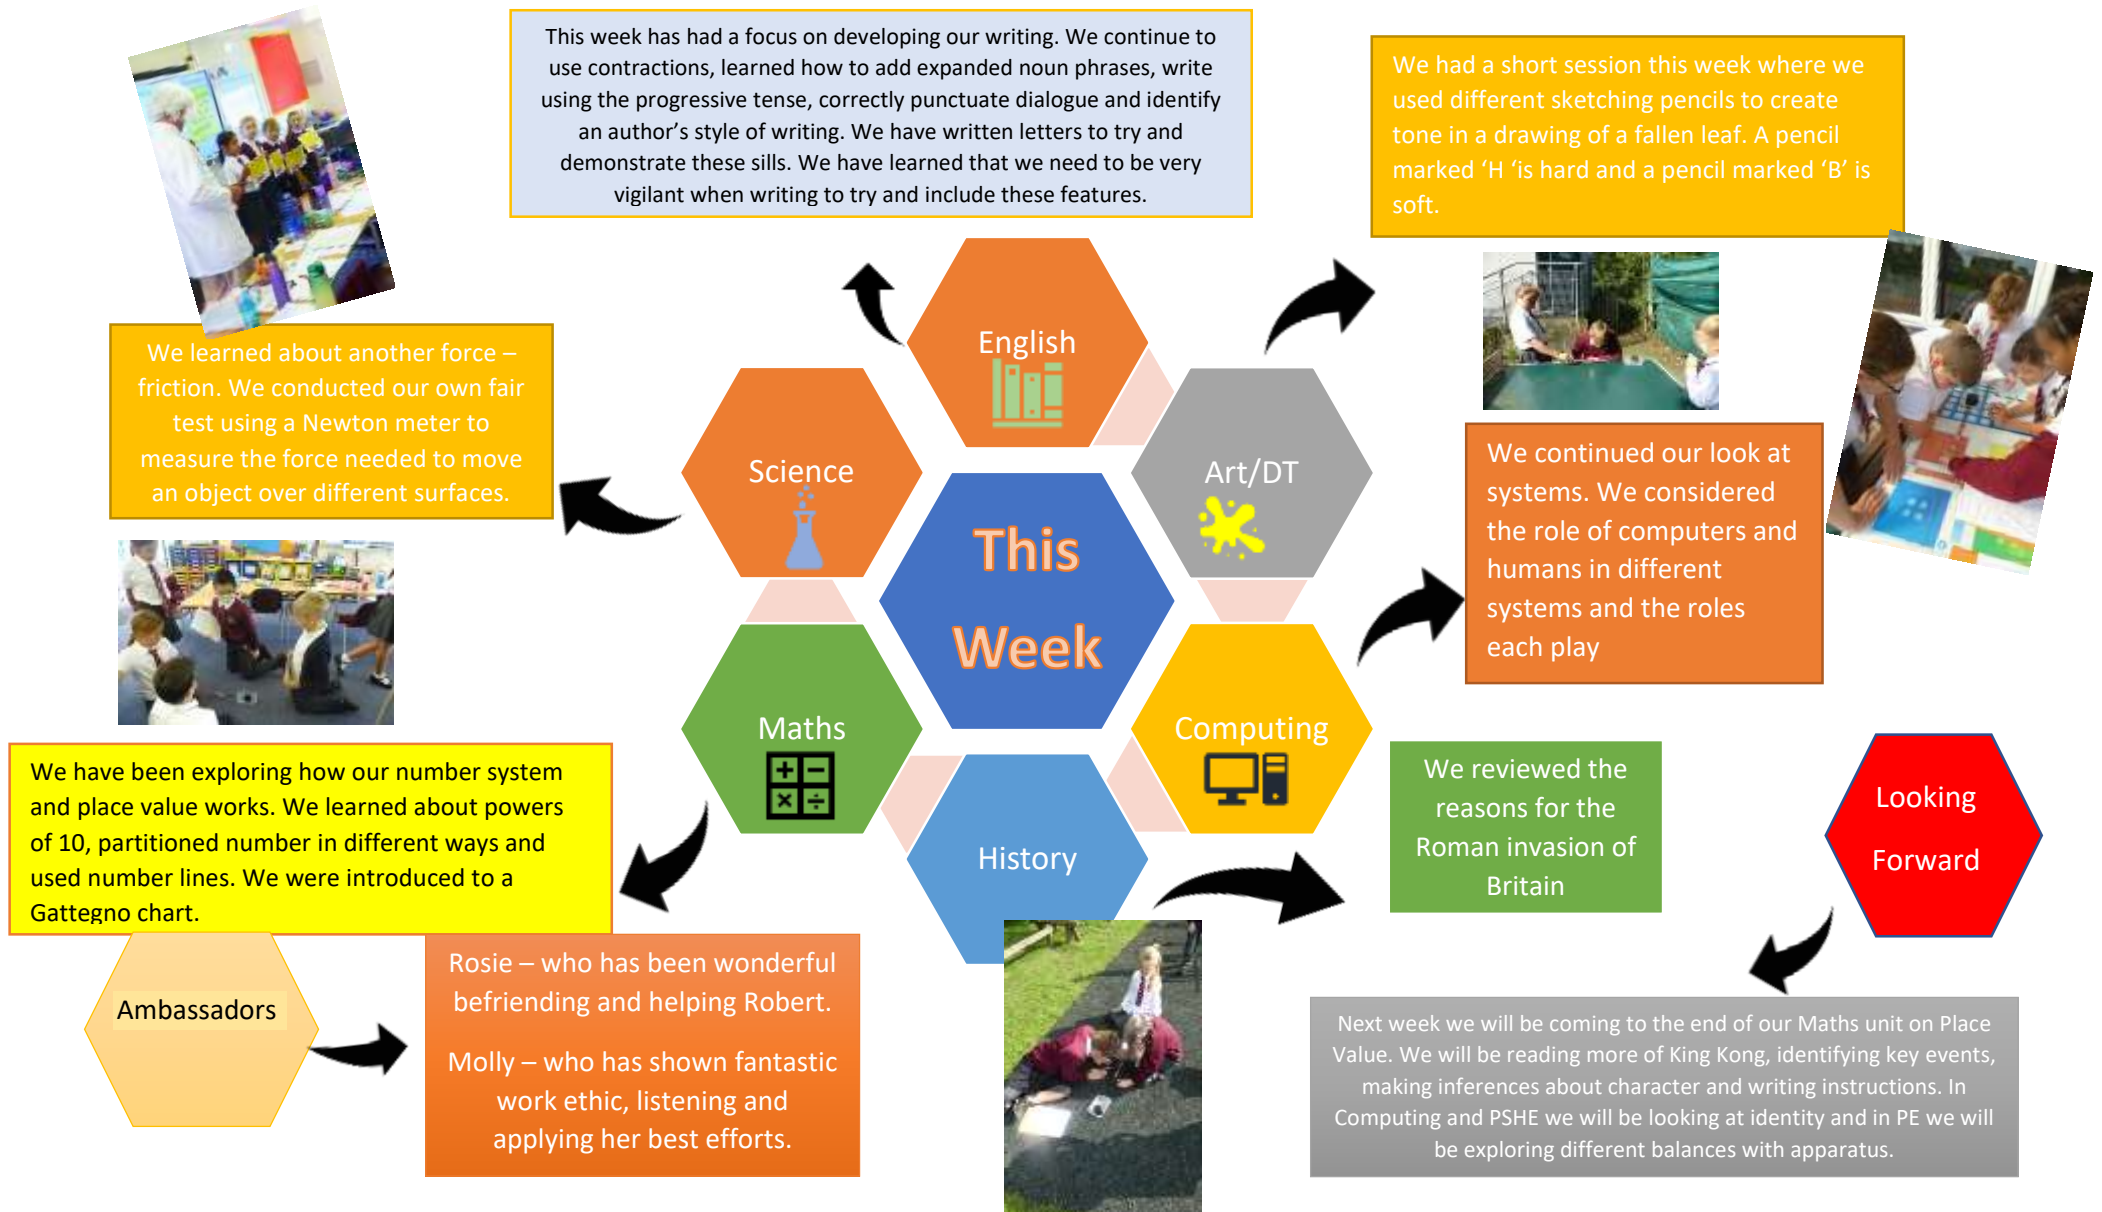 This week has had a focus on developing our writing. We continue to
use contractions, learned how to add expanded noun phrases, write
using the progressive tense, correctly punctuate dialogue and identify
an author’s style of writing. We have written letters to try and
demonstrate these sills. We have learned that we need to be very
vigilant when writing to try and include these features.
We had a short session this week where we
used different sketching pencils to create
tone in a drawing of a fallen leaf. A pencil
marked ‘H ‘is hard and a pencil marked ‘B’ is
soft.
We learned about another force –
friction. We conducted our own fair
test using a Newton meter to
measure the force needed to move
an object over different surfaces.
English
Science
Art/DT
This
Week
We continued our look at
systems. We considered
the role of computers and
humans in different
systems and the roles
each play
Maths
Computing
History
We have been exploring how our number system
and place value works. We learned about powers
of 10, partitioned number in different ways and
used number lines. We were introduced to a
Gattegno chart.
We reviewed the
reasons for the
Roman invasion of
Britain
Looking
Forward
Ambassadors
Rosie – who has been wonderful
befriending and helping Robert.
Molly – who has shown fantastic
work ethic, listening and
applying her best efforts.
Next week we will be coming to the end of our Maths unit on Place
Value. We will be reading more of King Kong, identifying key events,
making inferences about character and writing instructions. In
Computing and PSHE we will be looking at identity and in PE we will
be exploring different balances with apparatus.